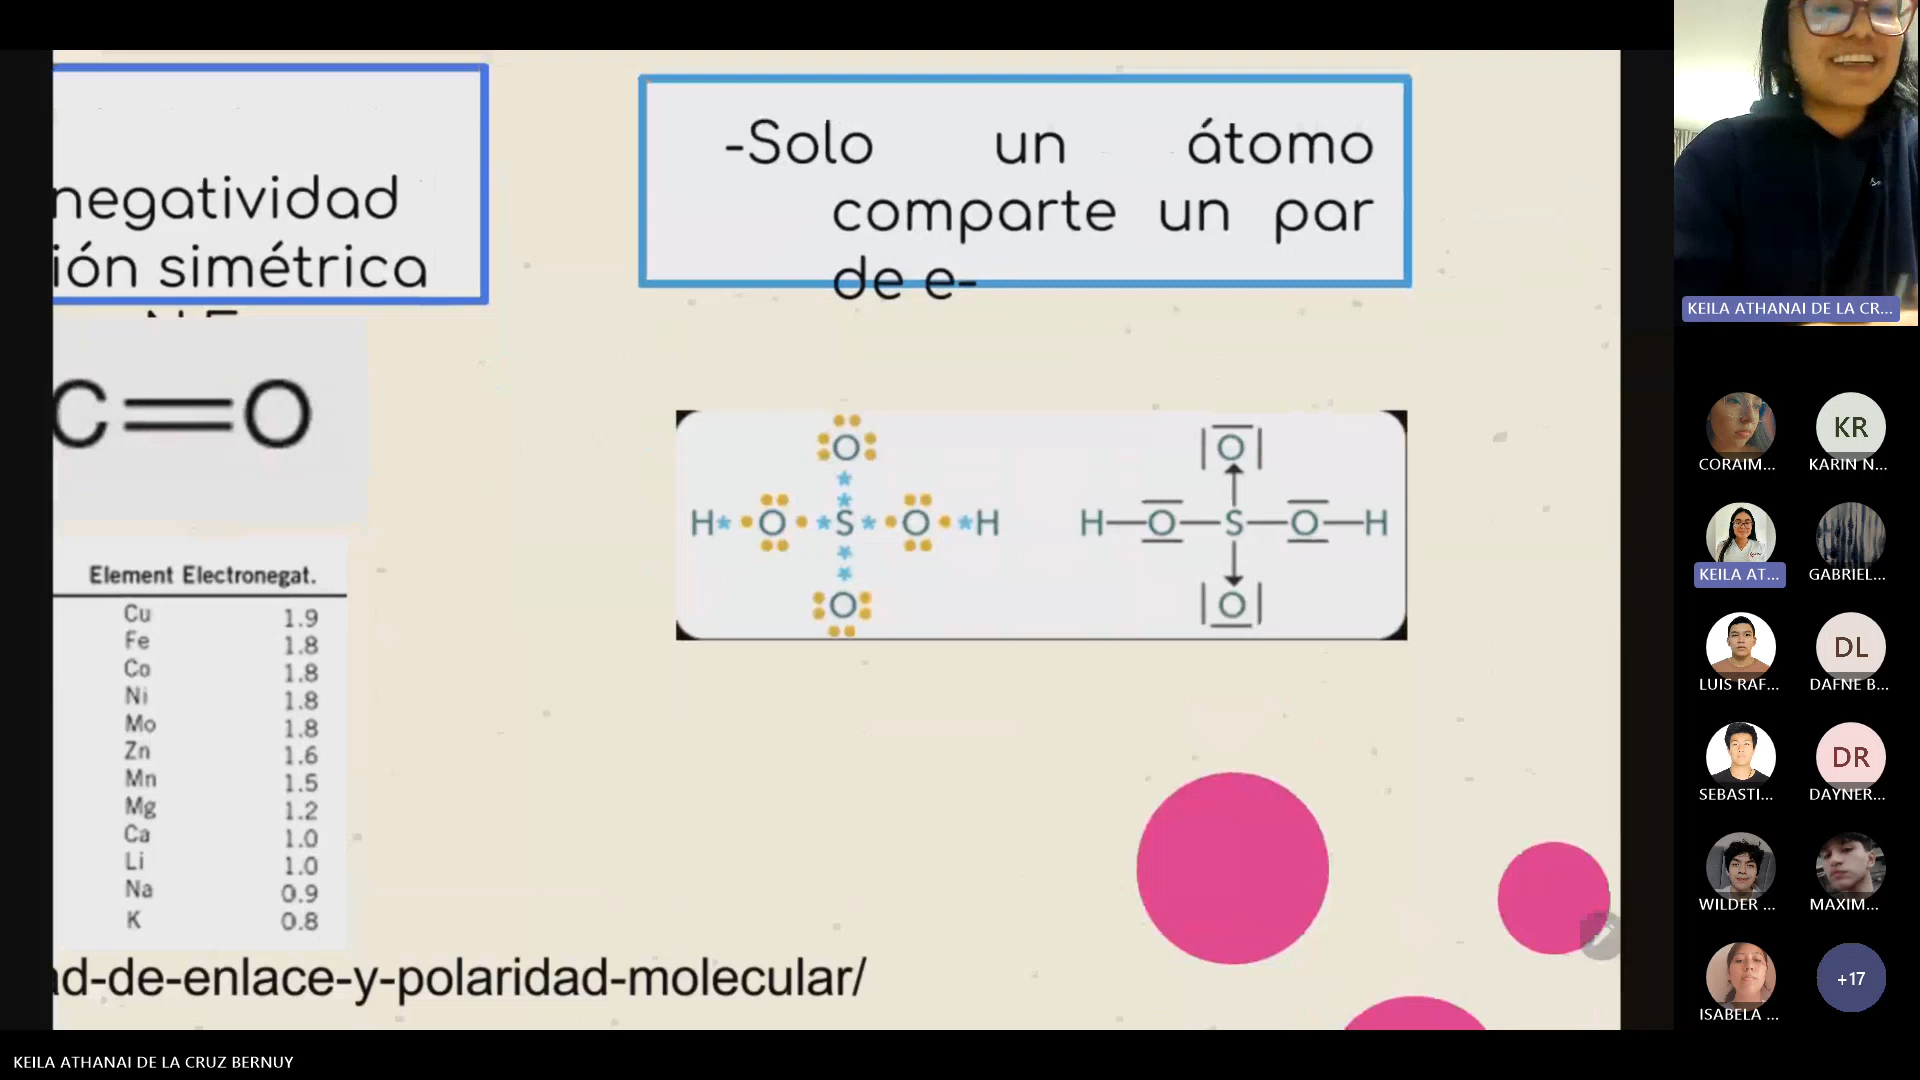 negatividad
ión simétrica
-Solo un átomo
comparte un par
de e-
C O
O
H O S O H
O
O
H O S O H
O
Element Electronegat.
Cu 1.9
Fe 1.8
Co 1.8
Ni 1.8
Mo 1.8
Zn 1.6
Mn 1.5
Mg 1.2
Ca 1.0
Li 1.0
Na 0.9
K 0.8
ad-de-enlace-y-polaridad-molecular/
KEILA ATHANAI DE LA CR...
CORAIM...
KR
KARIN N...
KEILA AT...
GABRIEL...
LUIS RAF...
DL
DAFNE B...
SEBASTI...
DR
DAYNER...
WILDER ...
MAXIM...
ISABELA ...
+17
KEILA ATHANAI DE LA CRUZ BERNUY